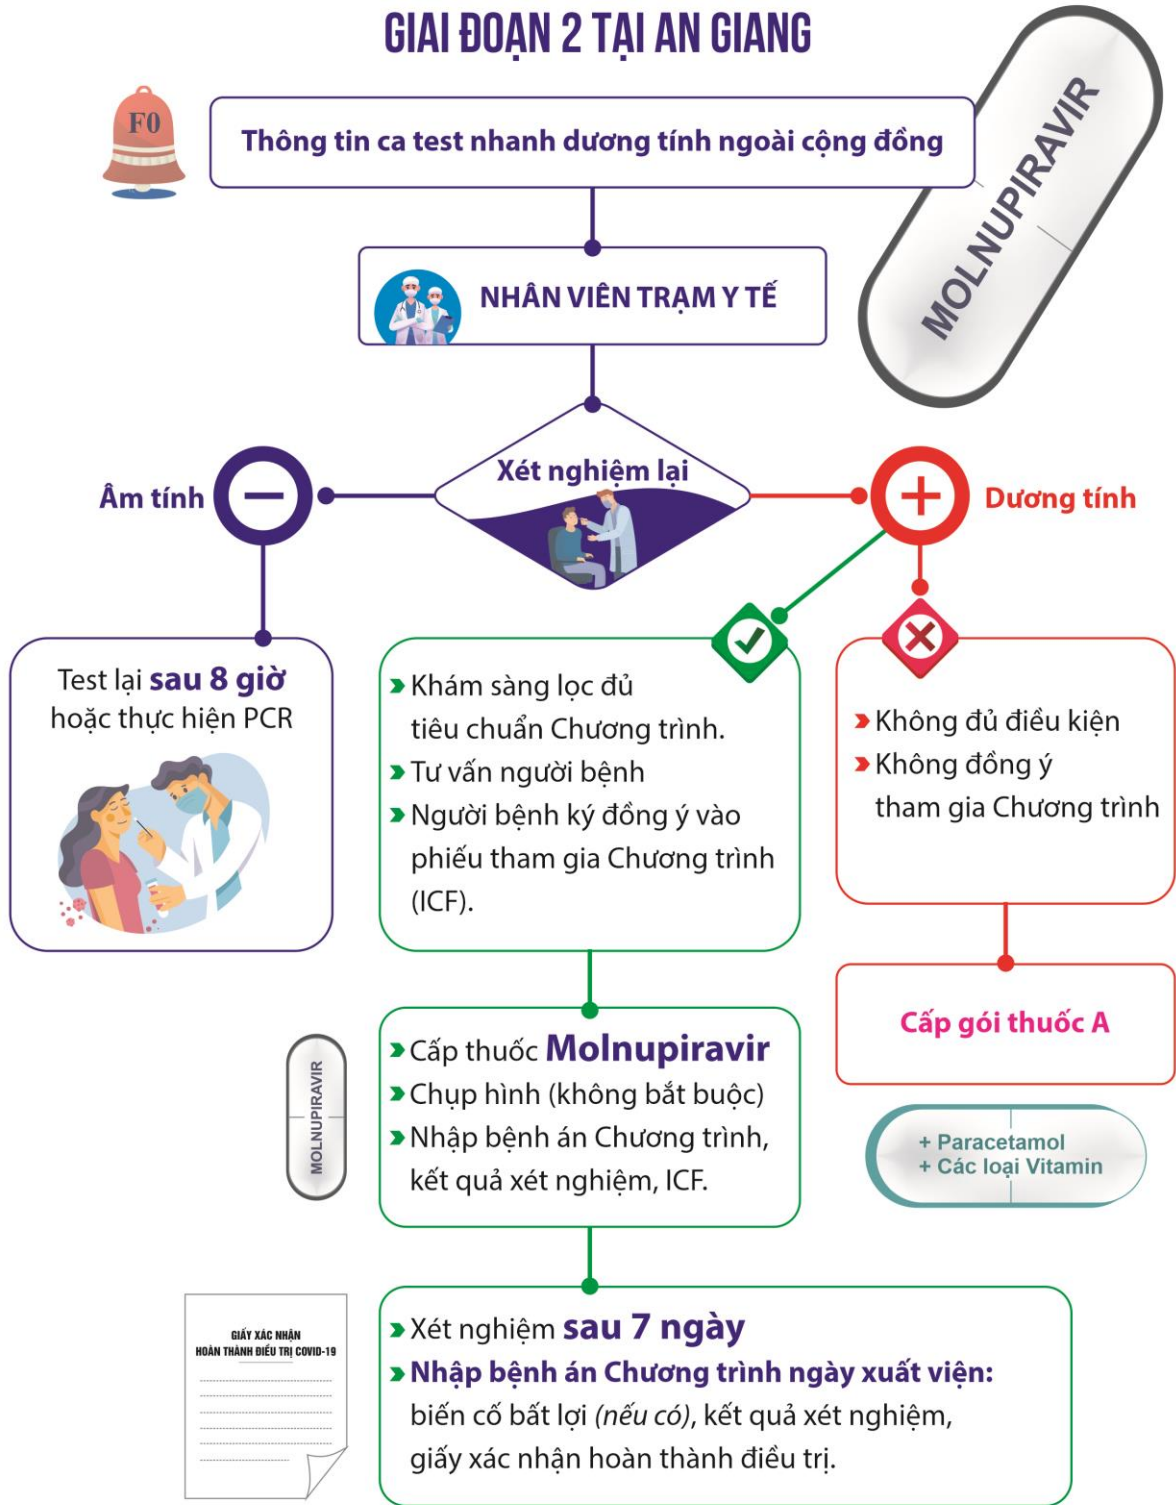 GIAI ĐOẠN 2 TẠI AN GIANG
F0
Thông tin ca test nhanh dương tính ngoài cộng đồng
MOLNUPIRAVIR
NHÂN VIÊN TRẠM Y TẾ
Xét nghiệm lại
Âm tính
Dương tính
Test lại sau 8 giờ
hoặc thực hiện PCR
Khám sàng lọc đủ
tiêu chuẩn Chương trình.
Tư vấn người bệnh
Người bệnh ký đồng ý vào
phiếu tham gia Chương trình
(ICF).
Không đủ điều kiện
Không đồng ý
tham gia Chương trình
Cấp gói thuốc A
+ Paracetamol
+ Các loại Vitamin
MOLNUPIRAVIR
Cấp thuốc Molnupiravir
Chụp hình (không bắt buộc)
Nhập bệnh án Chương trình,
kết quả xét nghiệm, ICF.
GIẤY XÁC NHẬN
HOÀN THÀNH ĐIỀU TRỊ COVID-19
Xét nghiệm sau 7 ngày
Nhập bệnh án Chương trình ngày xuất viện:
biến cố bất lợi (nếu có), kết quả xét nghiệm,
giấy xác nhận hoàn thành điều trị.